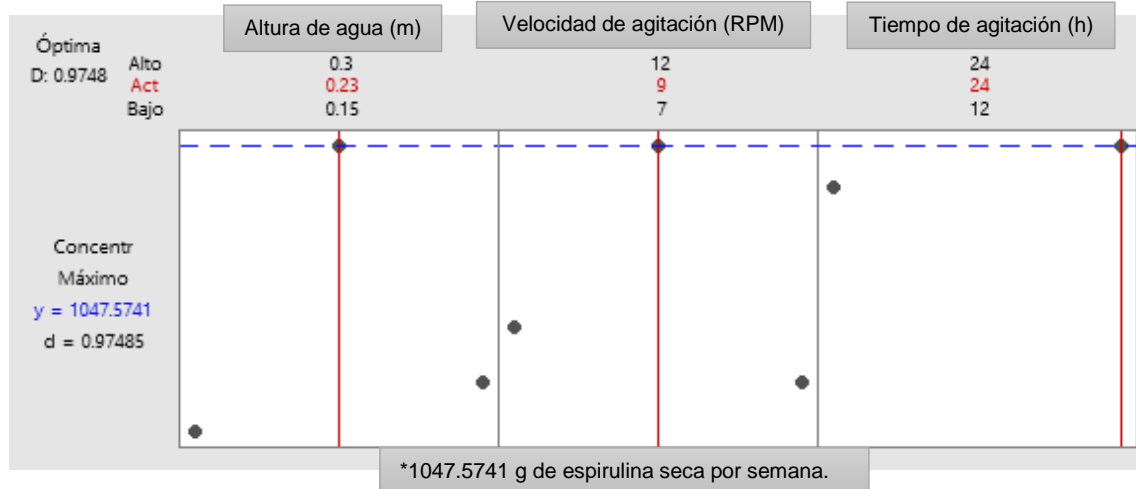 Altura de agua (m) Velocidad de agitación (RPM) Tiempo de agitación (h)
Óptima
D: 0.9748
Alto 0.3 12 24
Act 0.23 9 24
Bajo 0.15 7 12
Concentr
Máximo
y = 1047.5741
d = 0.97485
*1047.5741 g de espirulina seca por semana.